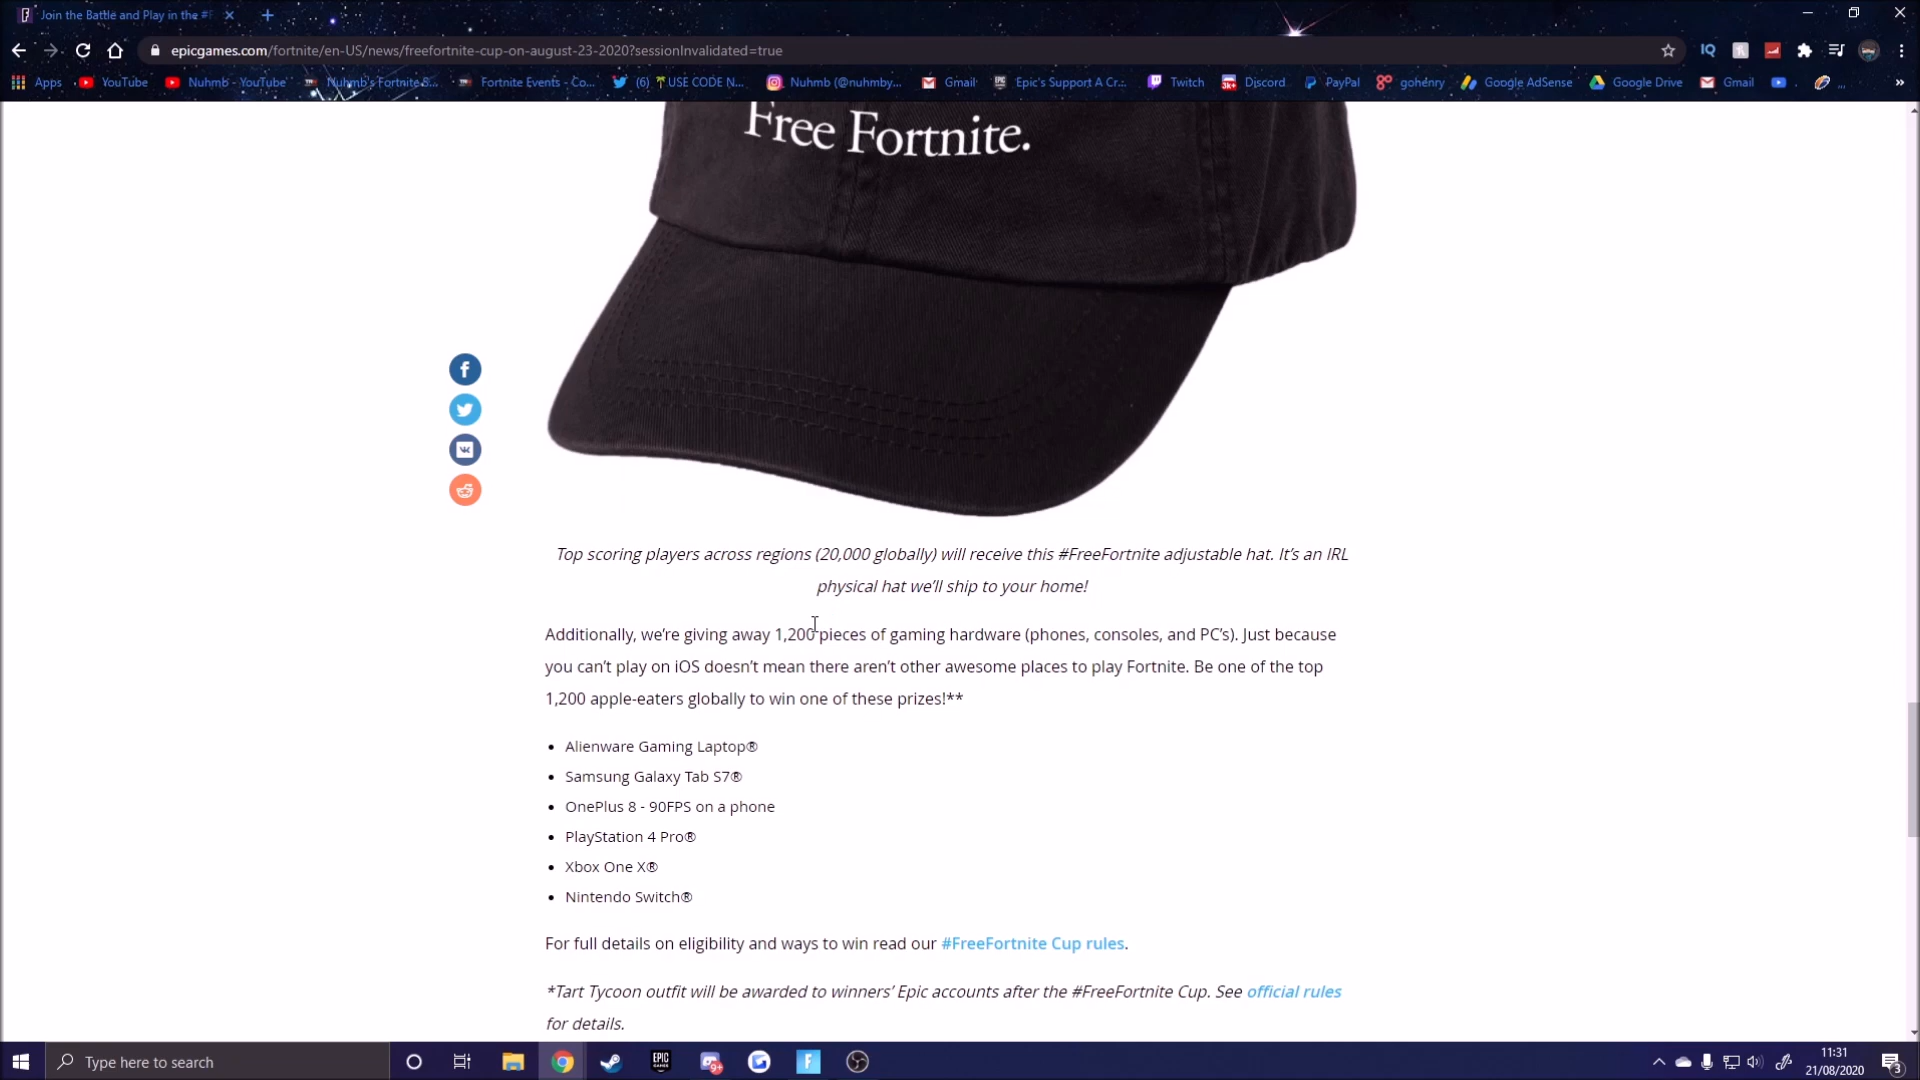 Join the Battle and Play in the #F
epicgames.com/fortnite/en-US/news/freefortnite-cup-on-august-23-2020?sessionInvalidated=true
IQ
Apps YouTube Nuhmb - YouTube Nuhmb's Fortnite S... Fortnite Events - Co... (6) USE CODE N... Nuhmb (@nuhmby... Gmail Epic's Support A Cr... Twitch Discord PayPal gohenry Google AdSense Google Drive Gmail . ... »
Free Fortnite.
Top scoring players across regions (20,000 globally) will receive this #FreeFortnite adjustable hat. It's an IRL
physical hat we'll ship to your home!
Additionally, we're giving away 1,200 pieces of gaming hardware (phones, consoles, and PC's). Just because
you can't play on iOS doesn't mean there aren't other awesome places to play Fortnite. Be one of the top
1,200 apple-eaters globally to win one of these prizes!**
• Alienware Gaming Laptop®
• Samsung Galaxy Tab S7®
• OnePlus 8 - 90FPS on a phone
• PlayStation 4 Pro®
• Xbox One X®
• Nintendo Switch®
For full details on eligibility and ways to win read our #FreeFortnite Cup rules.
*Tart Tycoon outfit will be awarded to winners' Epic accounts after the #FreeFortnite Cup. See official rules
for details.
Type here to search
EPIC GAMES
9+
11:31
21/08/2020
3